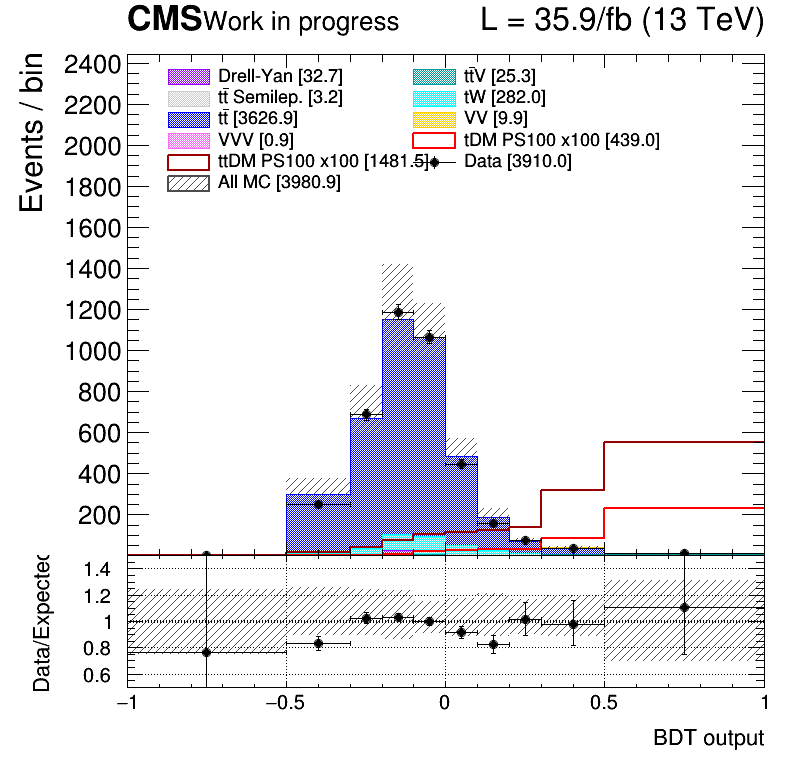 CMS Work in progress L = 35.9/fb (13 TeV)
Events / bin
2400
2200
2000
1800
1600
1400
1200
1000
800
600
400
200
Drell-Yan [32.7] tt̄V [25.3]
tt̄ Semilep. [3.2] tW [282.0]
tt̄ [3626.9] VV [9.9]
VVV [0.9] tDM PS100 x100 [439.0]
ttDM PS100 x100 [1481.5] Data [3910.0]
All MC [3980.9]
Data/Expected
1.4
1.2
1
0.8
0.6
−1 −0.5 0 0.5 1
BDT output